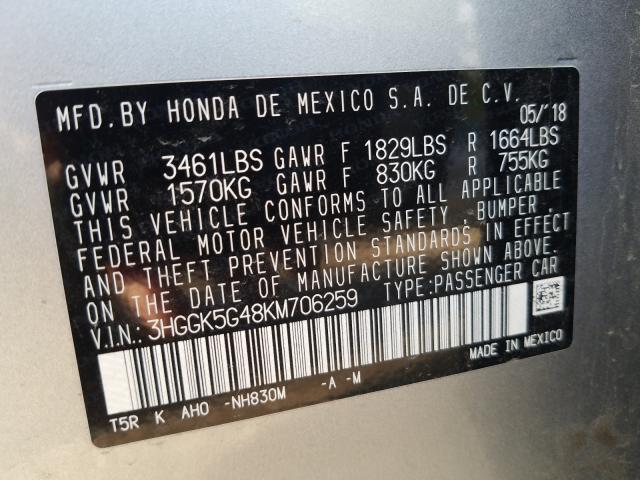 MFD.BY HONDA DE MEXICO S.A. DE C.V.
05/'18
GVWR 3461LBS GAWR F 1829LBS R 1664LBS
GVWR 1570KG GAWR F 830KG R 755KG
THIS VEHICLE CONFORMS TO ALL APPLICABLE
FEDERAL MOTOR VEHICLE SAFETY, BUMPER,
AND THEFT PREVENTION STANDARDS IN EFFECT
ON THE DATE OF MANUFACTURE SHOWN ABOVE.
V.I.N.: 3HGGK5G48KM706259 TYPE:PASSENGER CAR
MADE IN MEXICO
T5R K AH0 -NH830M -A -M